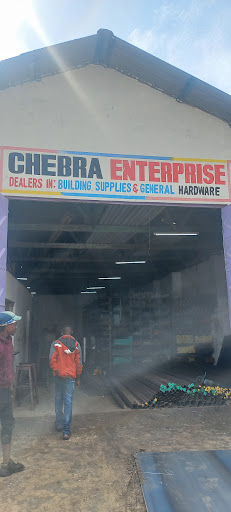 CHEBRA ENTERPRISE
DEALERS IN: BUILDING SUPPLIES & GENERAL HARDWARE